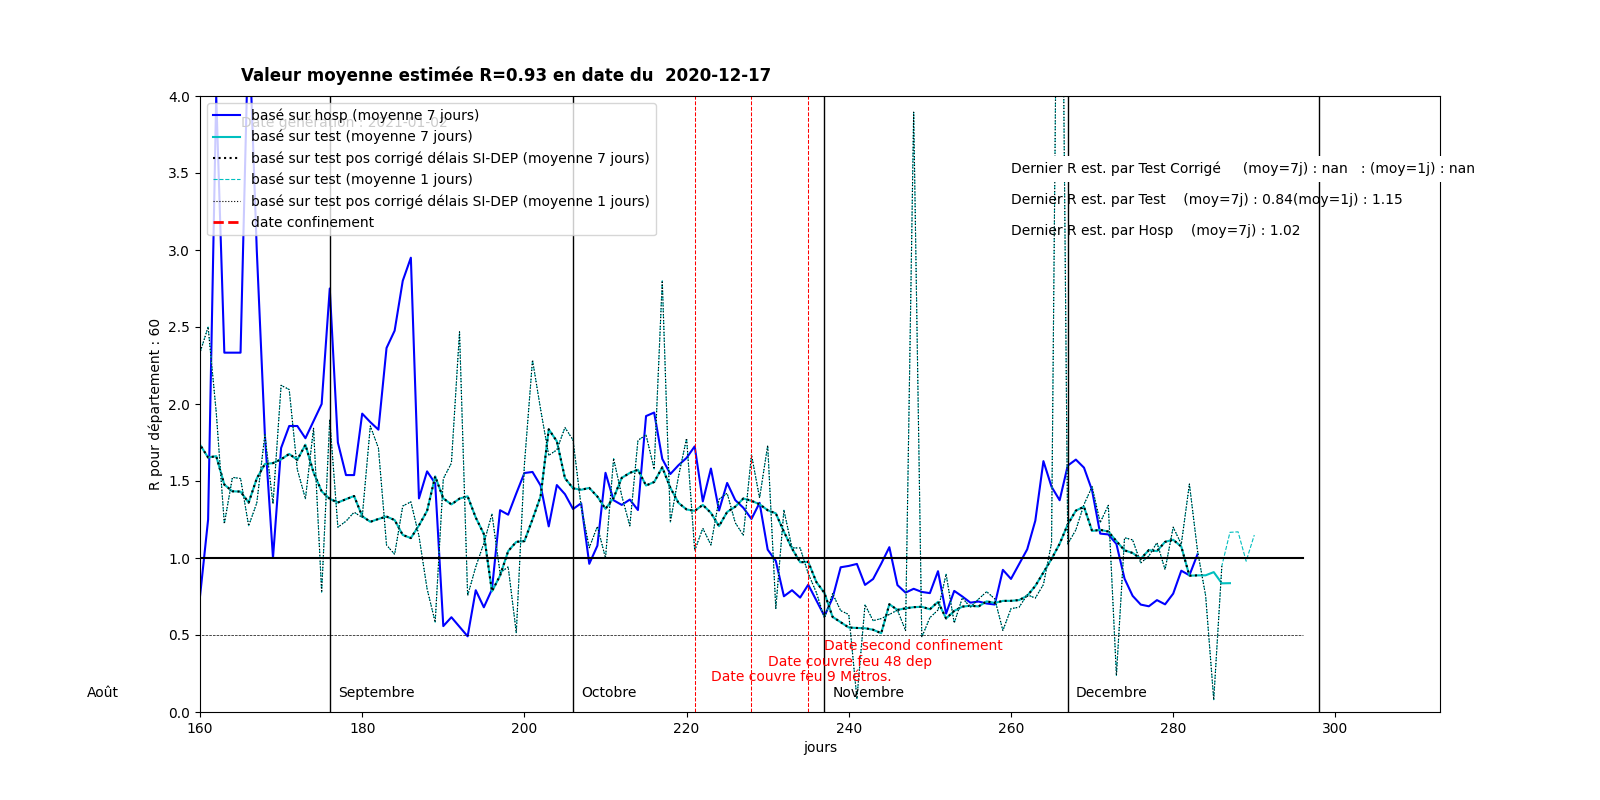 Valeur moyenne estimée R=0.93 en date du  2020-12-17
4.0
3.5
3.0
2.5
2.0
1.5
1.0
0.5
0.0
R pour département : 60
basé sur hosp (moyenne 7 jours)
Date génération : 2021-01-02
basé sur test (moyenne 7 jours)
basé sur test pos corrigé délais SI-DEP (moyenne 7 jours)
basé sur test (moyenne 1 jours)
basé sur test pos corrigé délais SI-DEP (moyenne 1 jours)
date confinement
Dernier R est. par Test Corrigé     (moy=7j) : nan   : (moy=1j) : nan
Dernier R est. par Test    (moy=7j) : 0.84(moy=1j) : 1.15
Dernier R est. par Hosp    (moy=7j) : 1.02
Date second confinement
Date couvre feu 48 dep
Date couvre feu 9 Métros.
Août Septembre Octobre Novembre Decembre
160 180 200 220 240 260 280 300
jours